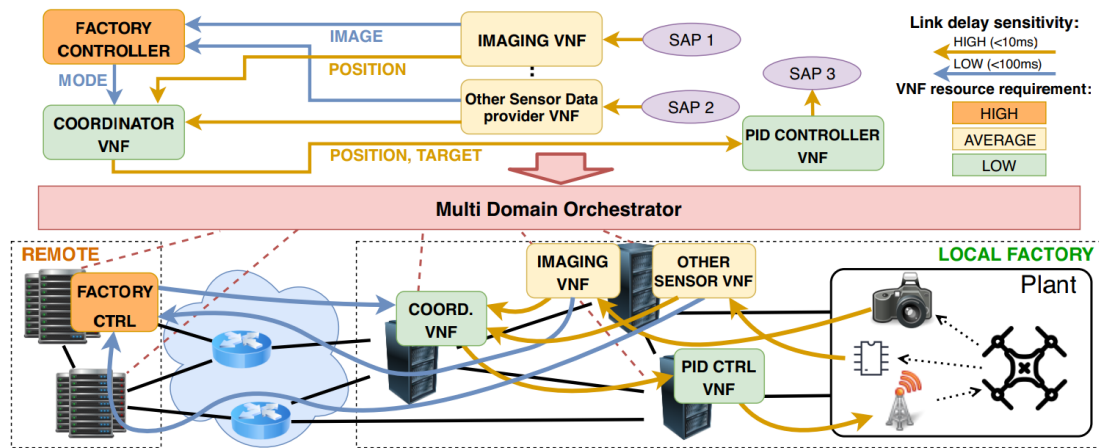 FACTORY
CONTROLLER
IMAGE
IMAGING VNF
SAP 1
Link delay sensitivity:
HIGH (<10ms)
LOW (<100ms)
MODE
POSITION
:
SAP 3
VNF resource requirement:
Other Sensor Data
provider VNF
SAP 2
HIGH
COORDINATOR
VNF
PID CONTROLLER
VNF
AVERAGE
POSITION, TARGET
LOW
Multi Domain Orchestrator
REMOTE
LOCAL FACTORY
IMAGING
VNF
OTHER
SENSOR VNF
Plant
FACTORY
CTRL
COORD.
VNF
PID CTRL
VNF